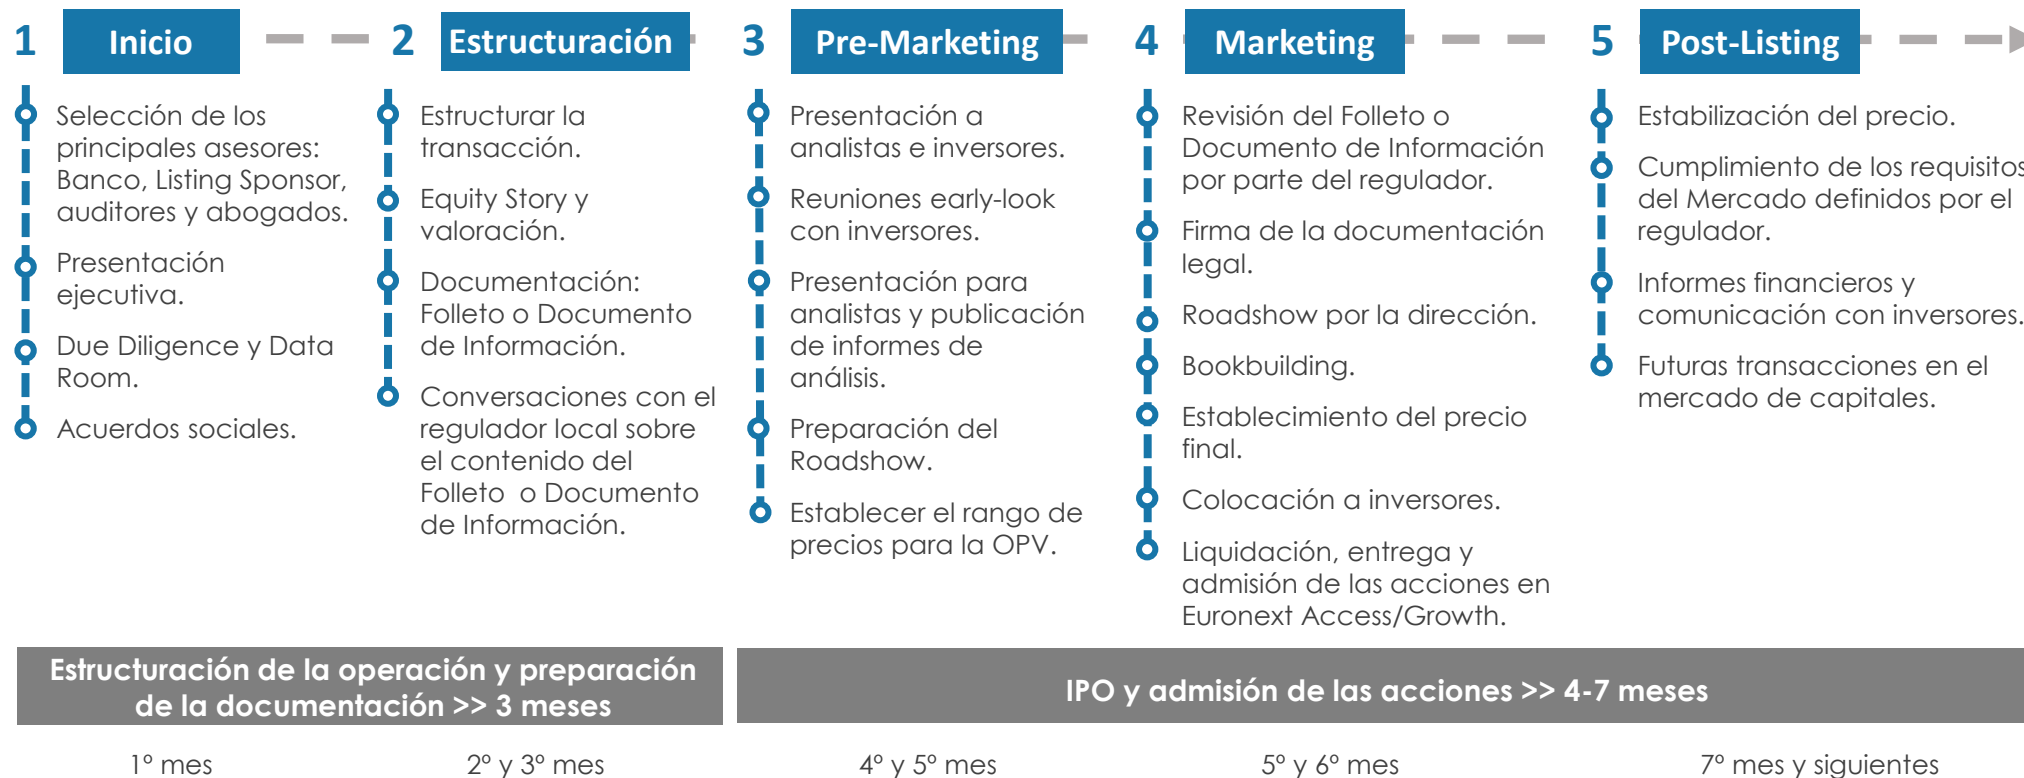 1 Inicio
Selección de los
principales asesores:
Banco, Listing Sponsor,
auditores y abogados.
Presentación
ejecutiva.
Due Diligence y Data
Room.
Acuerdos sociales.
2 Estructuración
Estructurar la
transacción.
Equity Story y
valoración.
Documentación:
Folleto o Documento
de Información.
Conversaciones con el
regulador local sobre
el contenido del
Folleto o Documento
de Información.
3 Pre-Marketing
Presentación a
analistas e inversores.
Reuniones early-look
con inversores.
Presentación para
analistas y publicación
de informes de
análisis.
Preparación del
Roadshow.
Establecer el rango de
precios para la OPV.
4 Marketing
Revisión del Folleto o
Documento de Información
por parte del regulador.
Firma de la documentación
legal.
Roadshow por la dirección.
Bookbuilding.
Establecimiento del precio
final.
Colocación a inversores.
Liquidación, entrega y
admisión de las acciones en
Euronext Access/Growth.
5 Post-Listing
Estabilización del precio.
Cumplimiento de los requisitos
del Mercado definidos por el
regulador.
Informes financieros y
comunicación con inversores.
Futuras transacciones en el
mercado de capitales.
Estructuración de la operación y preparación
de la documentación >> 3 meses
IPO y admisión de las acciones >> 4-7 meses
1º mes
2º y 3º mes
4º y 5º mes
5º y 6º mes
7º mes y siguientes